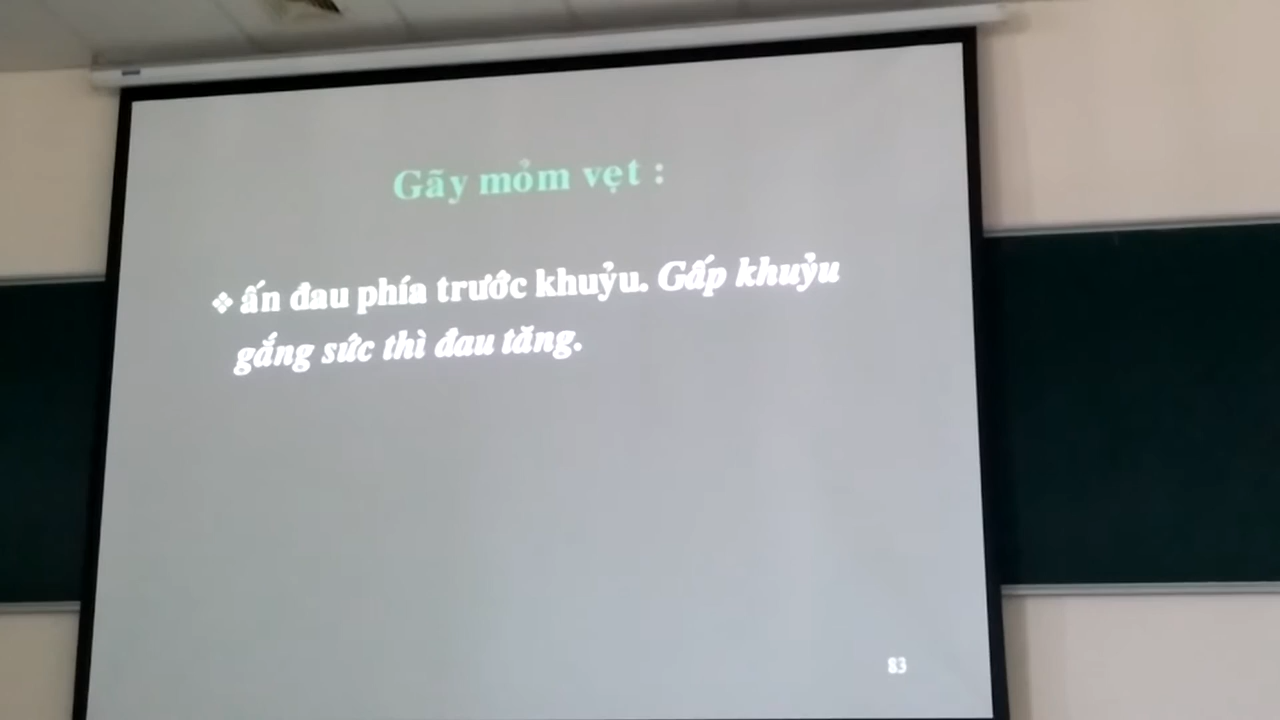 Gãy mỏm vẹt :
❖ ấn đau phía trước khuỷu. Gấp khuỷu
gắng sức thì đau tăng.
83